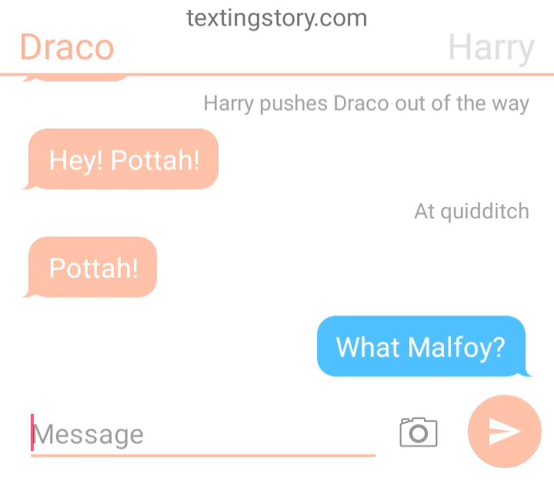 textingstory.com
Draco
Harry
Harry pushes Draco out of the way
Hey! Pottah!
At quidditch
Pottah!
What Malfoy?
Message